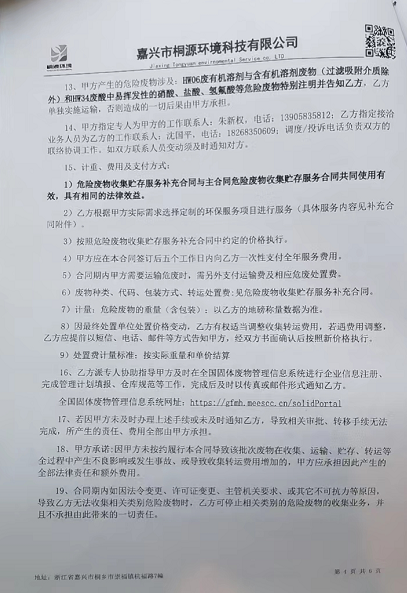 嘉兴市桐源环境科技有限公司
Jiaxing Tongyuan environmental Service co. LTD
桐源环境
13、甲方产生的危险废物涉及：HW06废有机溶剂与含有机溶剂废物（过滤吸附介质除
外）和HW34废酸中易挥发性的硝酸、盐酸、氢氟酸等危险废物特别注明并告知乙方，乙方
单独实施运输，否则造成的一切后果由甲方承担。
14、甲方指定专人为甲方的工作联系人：朱新权，电话：13905835812；乙方指定接洽
业务人员为乙方的工作联系人：沈国平，电话：18268350609；调度/投诉电话负责双方的
联络协调工作。如双方联系人员变动须及时通知对方。
15、计重、费用及支付方式：
1）危险废物收集贮存服务补充合同与主合同危险废物收集贮存服务合同共同使用有
效，具有相同的法律效益。
2）乙方根据甲方实际需求选择定制的环保服务项目进行服务（具体服务内容见补充合
同附件）。
3）按照危险废物收集贮存服务补充合同中约定的价格执行。
4）甲方应在本合同签订后五个工作日内向乙方一次性支付全年服务费用。
5）合同期内甲方需要运输危废时，需另外支付运输费及相应危废处置费。
6）废物种类、代码、包装方式、转运处置费:见危险废物收集贮存服务补充合同。
7）计量：危险废物的重量（含包装）：以乙方的地磅称量数据为准。
8）因最终处置单位处置价格变动，乙方有权适当调整收集转运费用，若遇费用调整，
乙方应提前以短信、电话、邮件等方式告知甲方，经双方书面确认后按照新价格执行。
9）处置费计量标准：按实际重量和单价结算
16、乙方派专人协助指导甲方及时在全国固体废物管理信息系统进行企业信息注册、
完成管理计划填报、仓库规范等工作，完成后及时以传真或邮件形式通知乙方。
全国固体废物管理信息系统网址：https://gfmh.meescc.cn/solidPortal
17、若因甲方未及时办理上述手续或未及时通知乙方，导致相关审批、转移手续无法
完成，所产生的责任、费用全部由甲方承担。
18、甲方承诺:因甲方未按约履行本合同导致该批次废物在收集、运输、贮存、转运等
全过程中产生不良影响或发生事故、或导致收集转运费用增加的，甲方应承担因此产生的
全部法律责任和额外费用。
19、合同期内如因法令变更、许可证变更、主管机关要求、或其它不可抗力等原因，
导致乙方无法收集相关类别危险废物时，乙方可停止相关类别的危险废物的收集业务，并
且不承担由此带来的一切责任。
地址：浙江省嘉兴市桐乡市崇福镇杭福路7幢
第 4 页 共 6 页